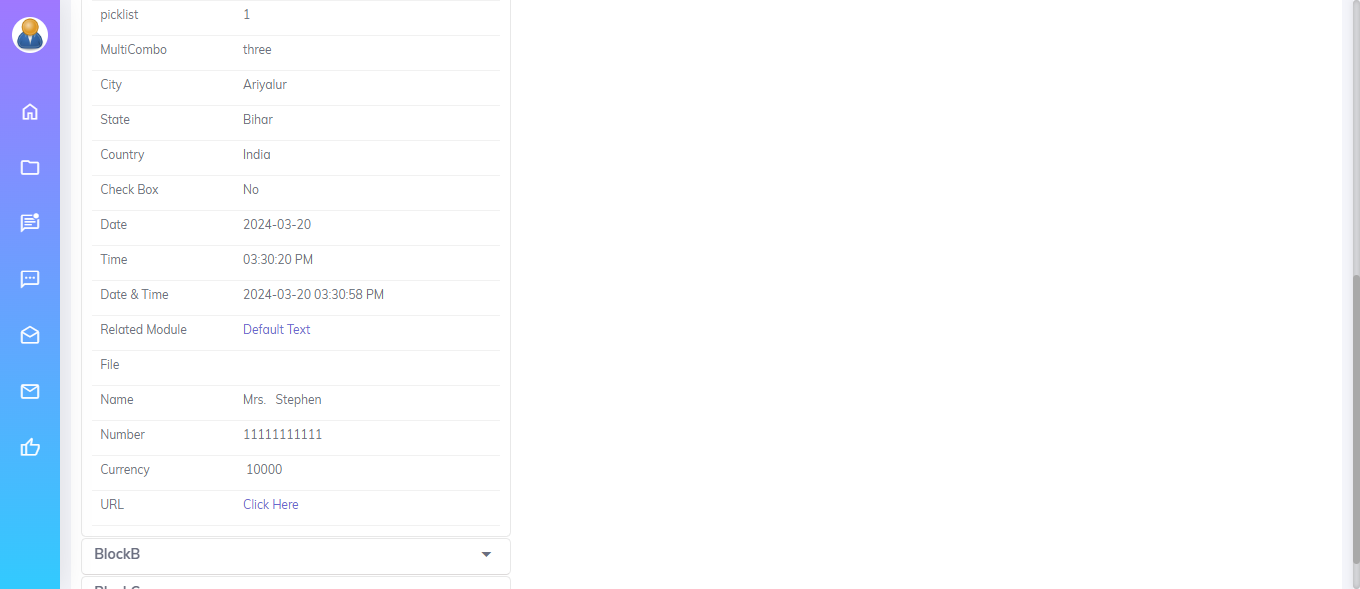 picklist 1
MultiCombo three
City Ariyalur
State Bihar
Country India
Check Box No
Date 2024-03-20
Time 03:30:20 PM
Date & Time 2024-03-20 03:30:58 PM
Related Module Default Text
File
Name Mrs. Stephen
Number 11111111111
Currency 10000
URL Click Here
BlockB